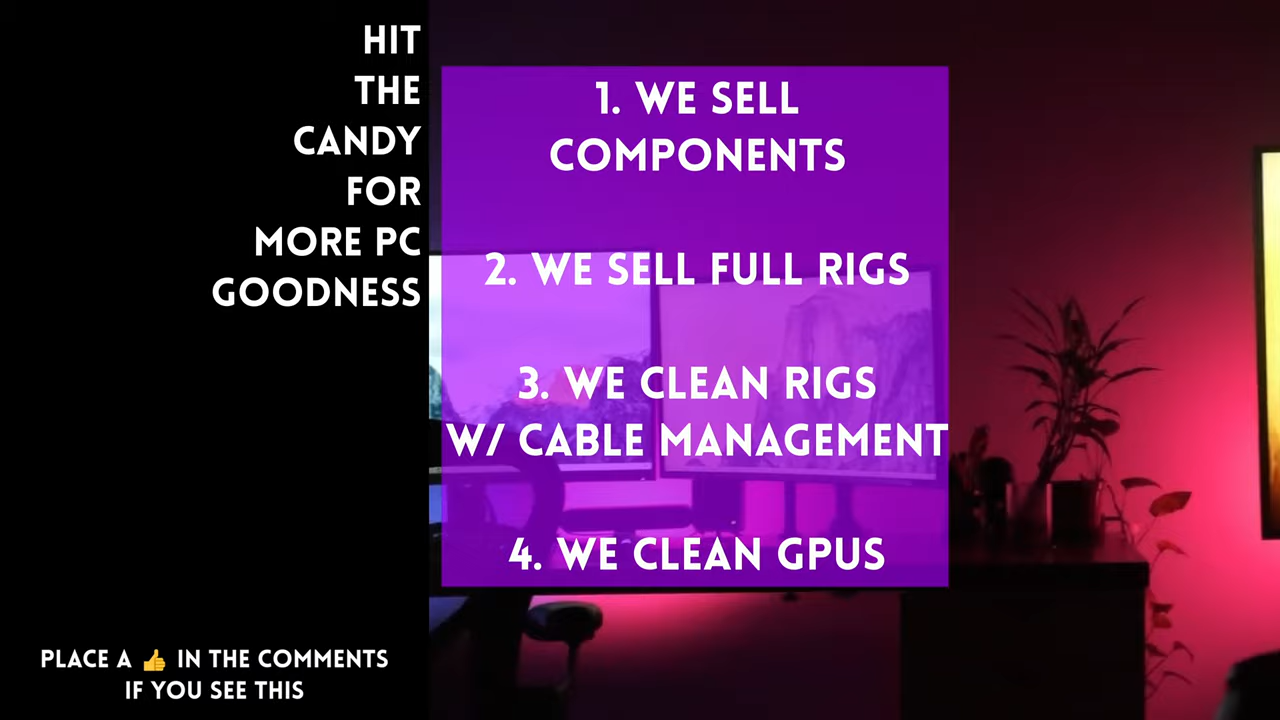 HIT
THE
CANDY
FOR
MORE PC
GOODNESS
1. WE SELL
COMPONENTS
2. WE SELL FULL RIGS
3. WE CLEAN RIGS
W/ CABLE MANAGEMENT
4. WE CLEAN GPUS
PLACE A 👍 IN THE COMMENTS
IF YOU SEE THIS